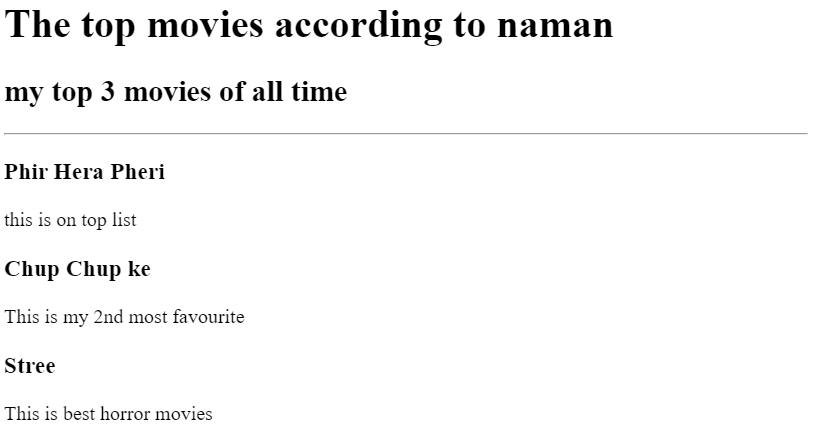 The top movies according to naman
my top 3 movies of all time
Phir Hera Pheri
this is on top list
Chup Chup ke
This is my 2nd most favourite
Stree
This is best horror movies